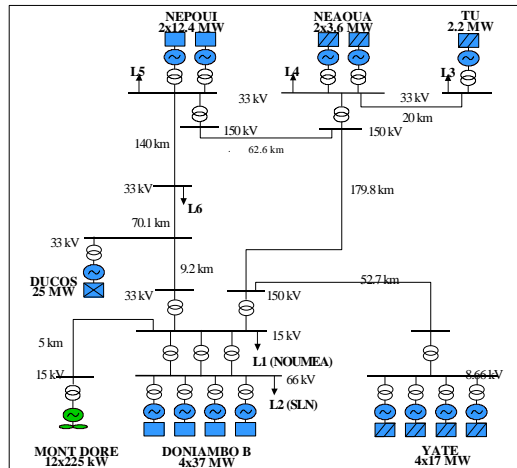 NEPOUI
2x12.4 MW
NEAOUA
2x3.6 MW
TU
2.2 MW
L5
L4
L3
33 kV
33 kV
20 km
150 kV
150 kV
62.6 km
140 km
179.8 km
33 kV
L6
70.1 km
33 kV
DUCOS
25 MW
9.2 km
33 kV
150 kV
52.7 km
5 km
15 kV
15 kV
L1 (NOUMEA)
66 kV
L2 (SLN)
8.66 kV
MONT DORE
12x225 kW
DONIAMBO B
4x37 MW
YATE
4x17 MW